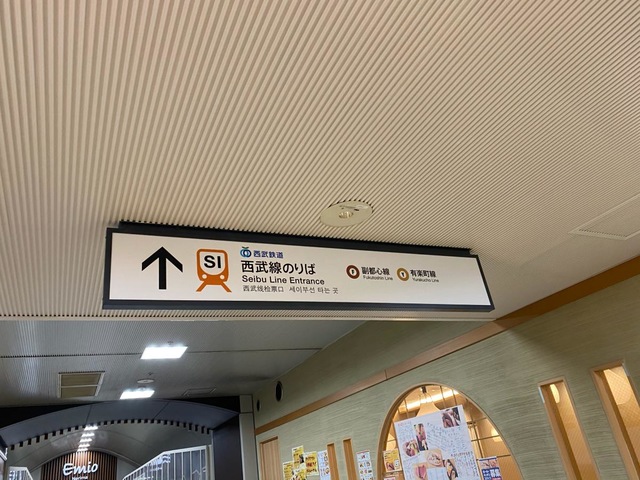 SI
西武鉄道
西武線のりば
Seibu Line Entrance
西武线检票口 세이부선 타는 곳
F 副都心線
Fukutoshin Line
Y 有楽町線
Yurakucho Line
Emio